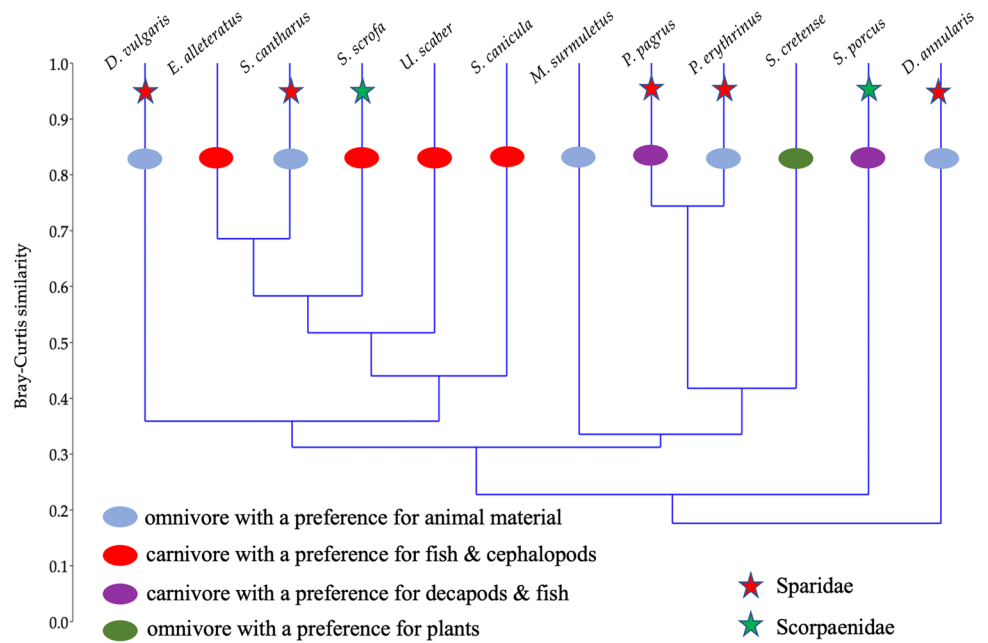 D. vulgaris
E. alleteratus
S. cantharus
S. scrofa
U. scaber
S. canicula
M. surmuletus
P. pagrus
P. erythrinus
S. cretense
S. porcus
D. annularis
Bray-Curtis similarity
1.0
0.9
0.8
0.7
0.6
0.5
0.4
0.3
0.2
0.1
0.0
omnivore with a preference for animal material
carnivore with a preference for fish & cephalopods
carnivore with a preference for decapods & fish
omnivore with a preference for plants
Sparidae
Scorpaenidae